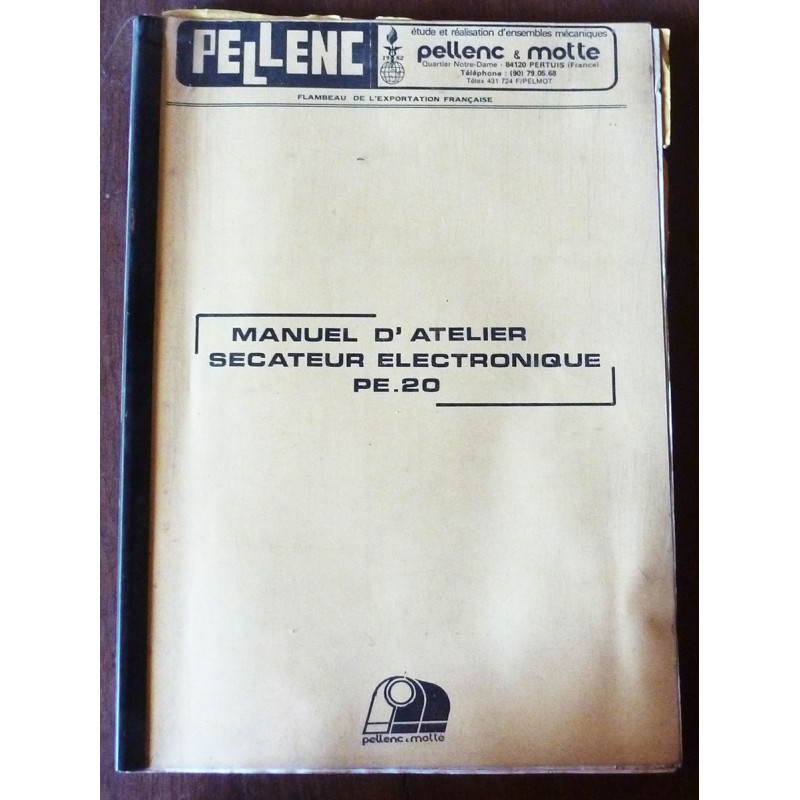 PELLENC
étude et réalisation d'ensembles mécaniques
pellenc & motte
Quartier Notre-Dame - 84120 PERTUIS (France)
Téléphone : (90) 79.05.68
Télex 431 724 F/PELMOT
1982
FLAMBEAU DE L'EXPORTATION FRANÇAISE
MANUEL D'ATELIER
SECATEUR ELECTRONIQUE
PE.20
pellenc & motte